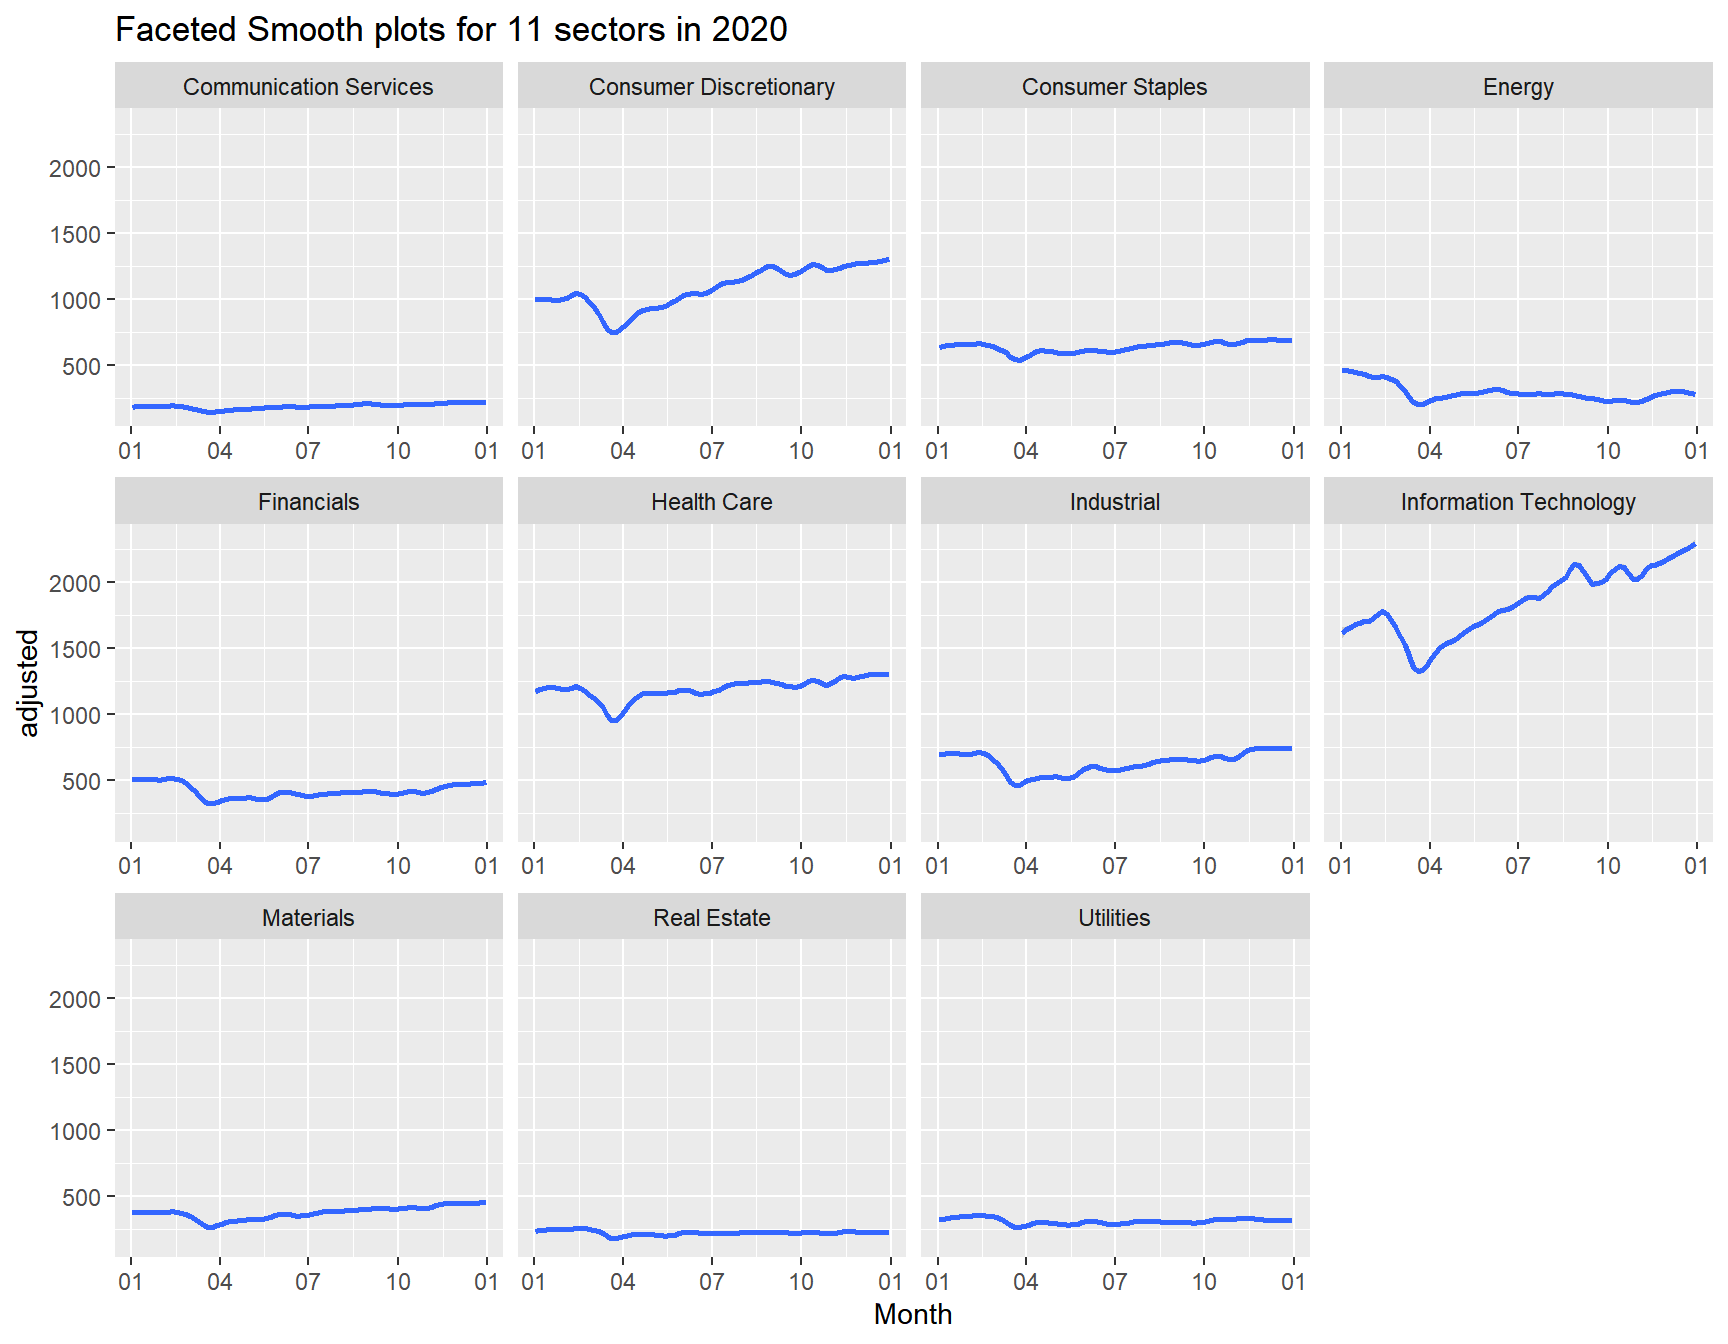 Faceted Smooth plots for 11 sectors in 2020
Communication Services Consumer Discretionary Consumer Staples Energy
2000
1500
1000
500
01 04 07 10 01 01 04 07 10 01 01 04 07 10 01 01 04 07 10 01
Financials Health Care Industrial Information Technology
2000
1500
1000
500
adjusted
01 04 07 10 01 01 04 07 10 01 01 04 07 10 01 01 04 07 10 01
Materials Real Estate Utilities
2000
1500
1000
500
01 04 07 10 01 01 04 07 10 01 01 04 07 10 01
Month